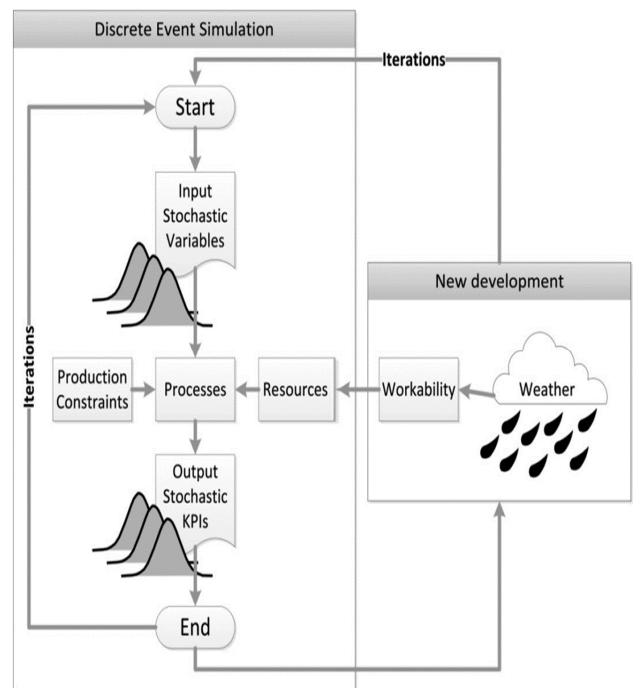 Discrete Event Simulation
Iterations
Start
Input
Stochastic
Variables
New development
Iterations
Production
Constraints
Processes
Resources
Workability
Weather
Output
Stochastic
KPIs
End